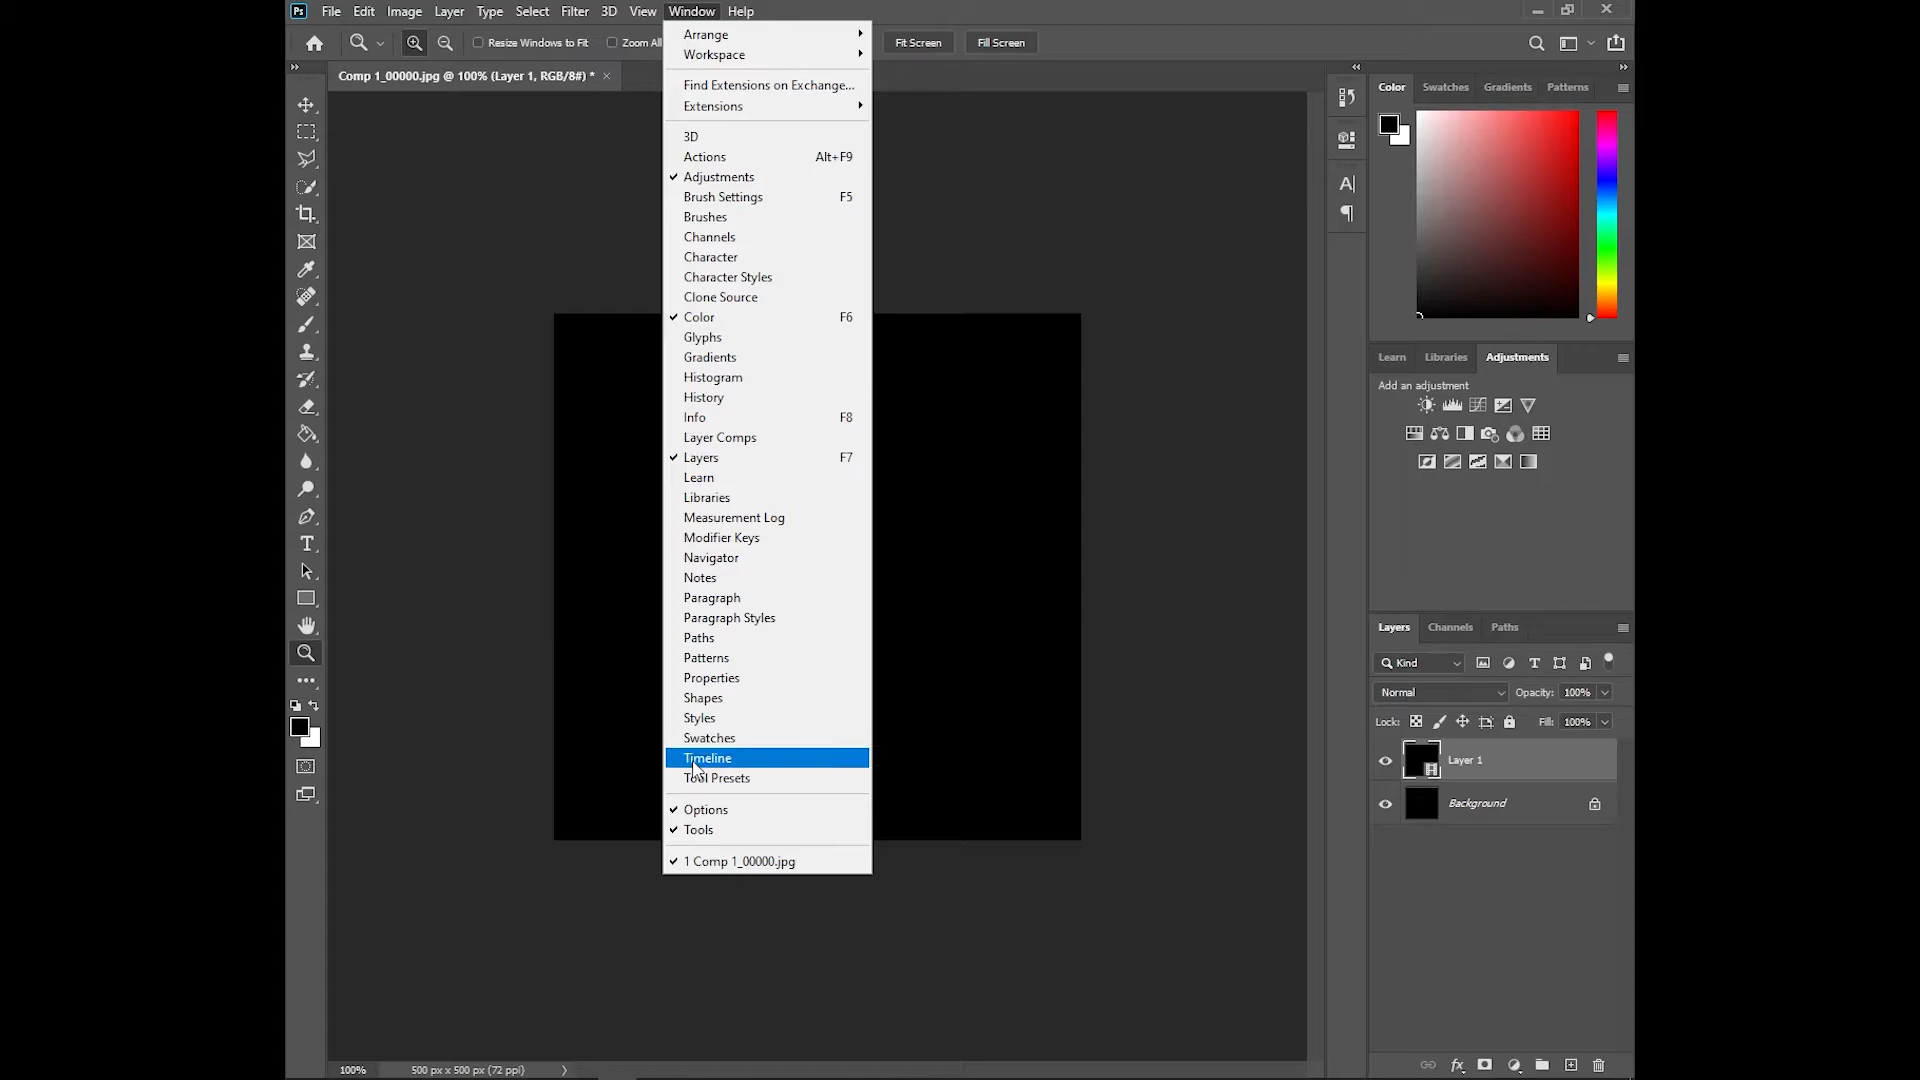 Ps File Edit Image Layer Type Select Filter 3D View Window Help
Resize Windows to Fit Zoom All Fit Screen Fill Screen
Comp 1_00000.jpg @ 100% (Layer 1, RGB/8#) * ×
Arrange
Workspace
Find Extensions on Exchange...
Extensions
3D
Actions Alt+F9
Adjustments
Brush Settings F5
Brushes
Channels
Character
Character Styles
Clone Source
Color F6
Glyphs
Gradients
Histogram
History
Info F8
Layer Comps
Layers F7
Learn
Libraries
Measurement Log
Modifier Keys
Navigator
Notes
Paragraph
Paragraph Styles
Paths
Patterns
Properties
Shapes
Styles
Swatches
Timeline
Tool Presets
Options
Tools
1 Comp 1_00000.jpg
Color Swatches Gradients Patterns
Learn Libraries Adjustments
Add an adjustment
Layers Channels Paths
Kind
Normal Opacity: 100%
Lock: Fill: 100%
Layer 1
Background
100% 500 px x 500 px (72 ppi)